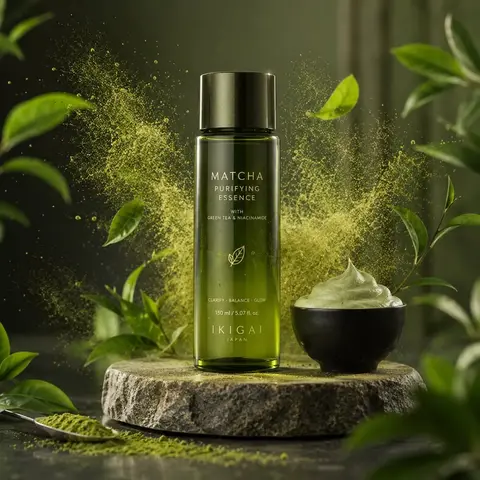 MATCHA
PURIFYING
ESSENCE
WITH
GREEN TEA & NIACINAMIDE
CLARIFY · BALANCE · GLOW
150 ml / 5.07 fl. oz
IKIGAI
JAPAN